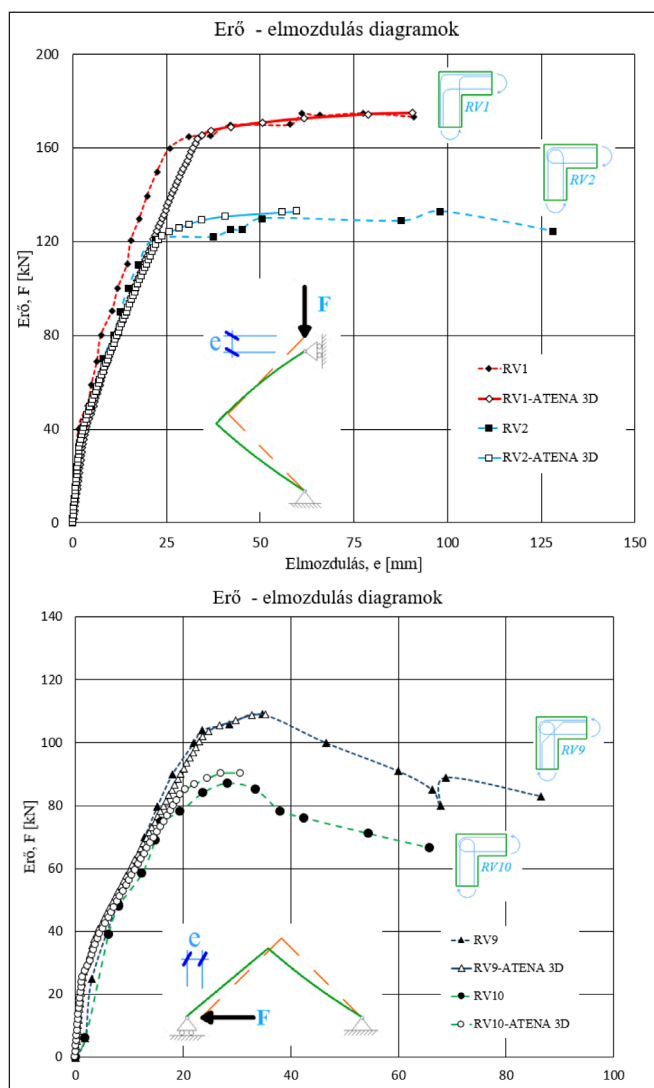 Erő - elmozdulás diagramok
200
160
120
80
40
0
Erő, F [kN]
RV1
RV2
F
e
RV1
RV1-ATENA 3D
RV2
RV2-ATENA 3D
0 25 50 75 100 125 150
Elmozdulás, e [mm]
Erő - elmozdulás diagramok
140
120
100
80
60
40
20
0
Erő, F [kN]
RV9
RV10
e
F
RV9
RV9-ATENA 3D
RV10
RV10-ATENA 3D
0 20 40 60 80 100